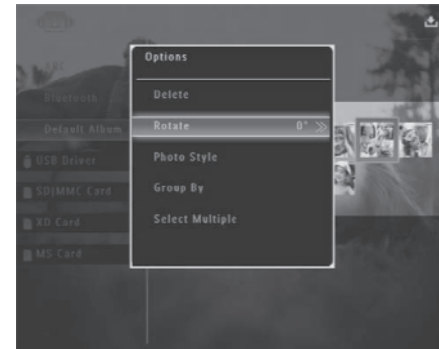 Options
Delete
Rotate 0° >>
Photo Style
Group By
Select Multiple
Bluetooth
Default Album
USB Driver
SD|MMC Card
XD Card
MS Card